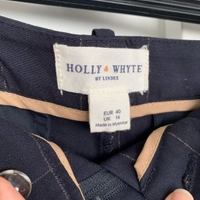 HOLLY WHYTE
BY LINDEX
EUR 40
UK 14
Made in Myanmar